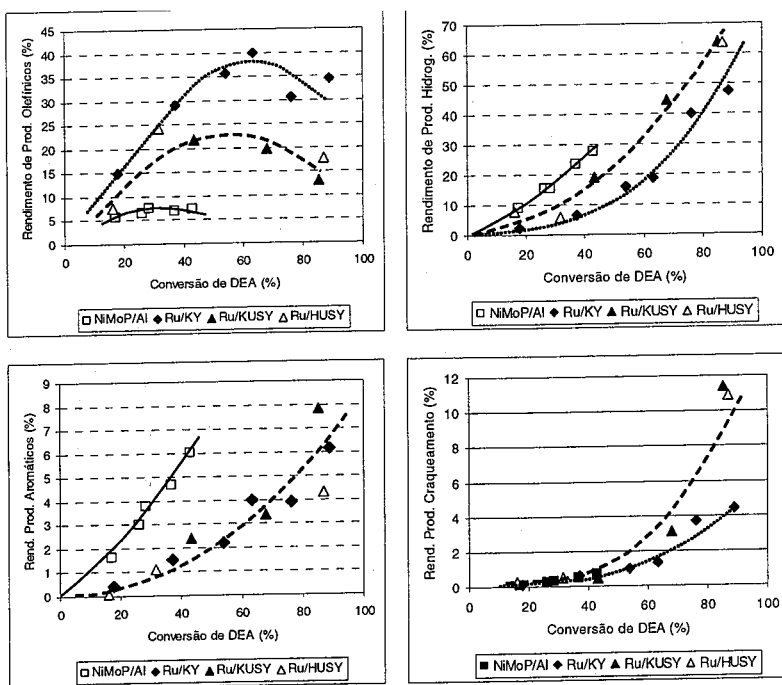 Rendimento de Prod. Olefínicos (%)
45
40
35
30
25
20
15
10
5
0
0 20 40 60 80 100
Conversão de DEA (%)
NiMoP/Al Ru/KY Ru/KUSY Ru/HUSY
Rendimento de Prod. Hidrog. (%)
70
60
50
40
30
20
10
0
0 20 40 60 80 100
Conversão de DEA (%)
NiMoP/Al Ru/KY Ru/KUSY Ru/HUSY
Rend. Prod. Aromáticos (%)
9
8
7
6
5
4
3
2
1
0
0 20 40 60 80 100
Conversão de DEA (%)
NiMoP/Al Ru/KY Ru/KUSY Ru/HUSY
Rend. Prod. Craqueamento (%)
12
10
8
6
4
2
0
0 20 40 60 80 100
Conversão de DEA (%)
NiMoP/Al Ru/KY Ru/KUSY Ru/HUSY